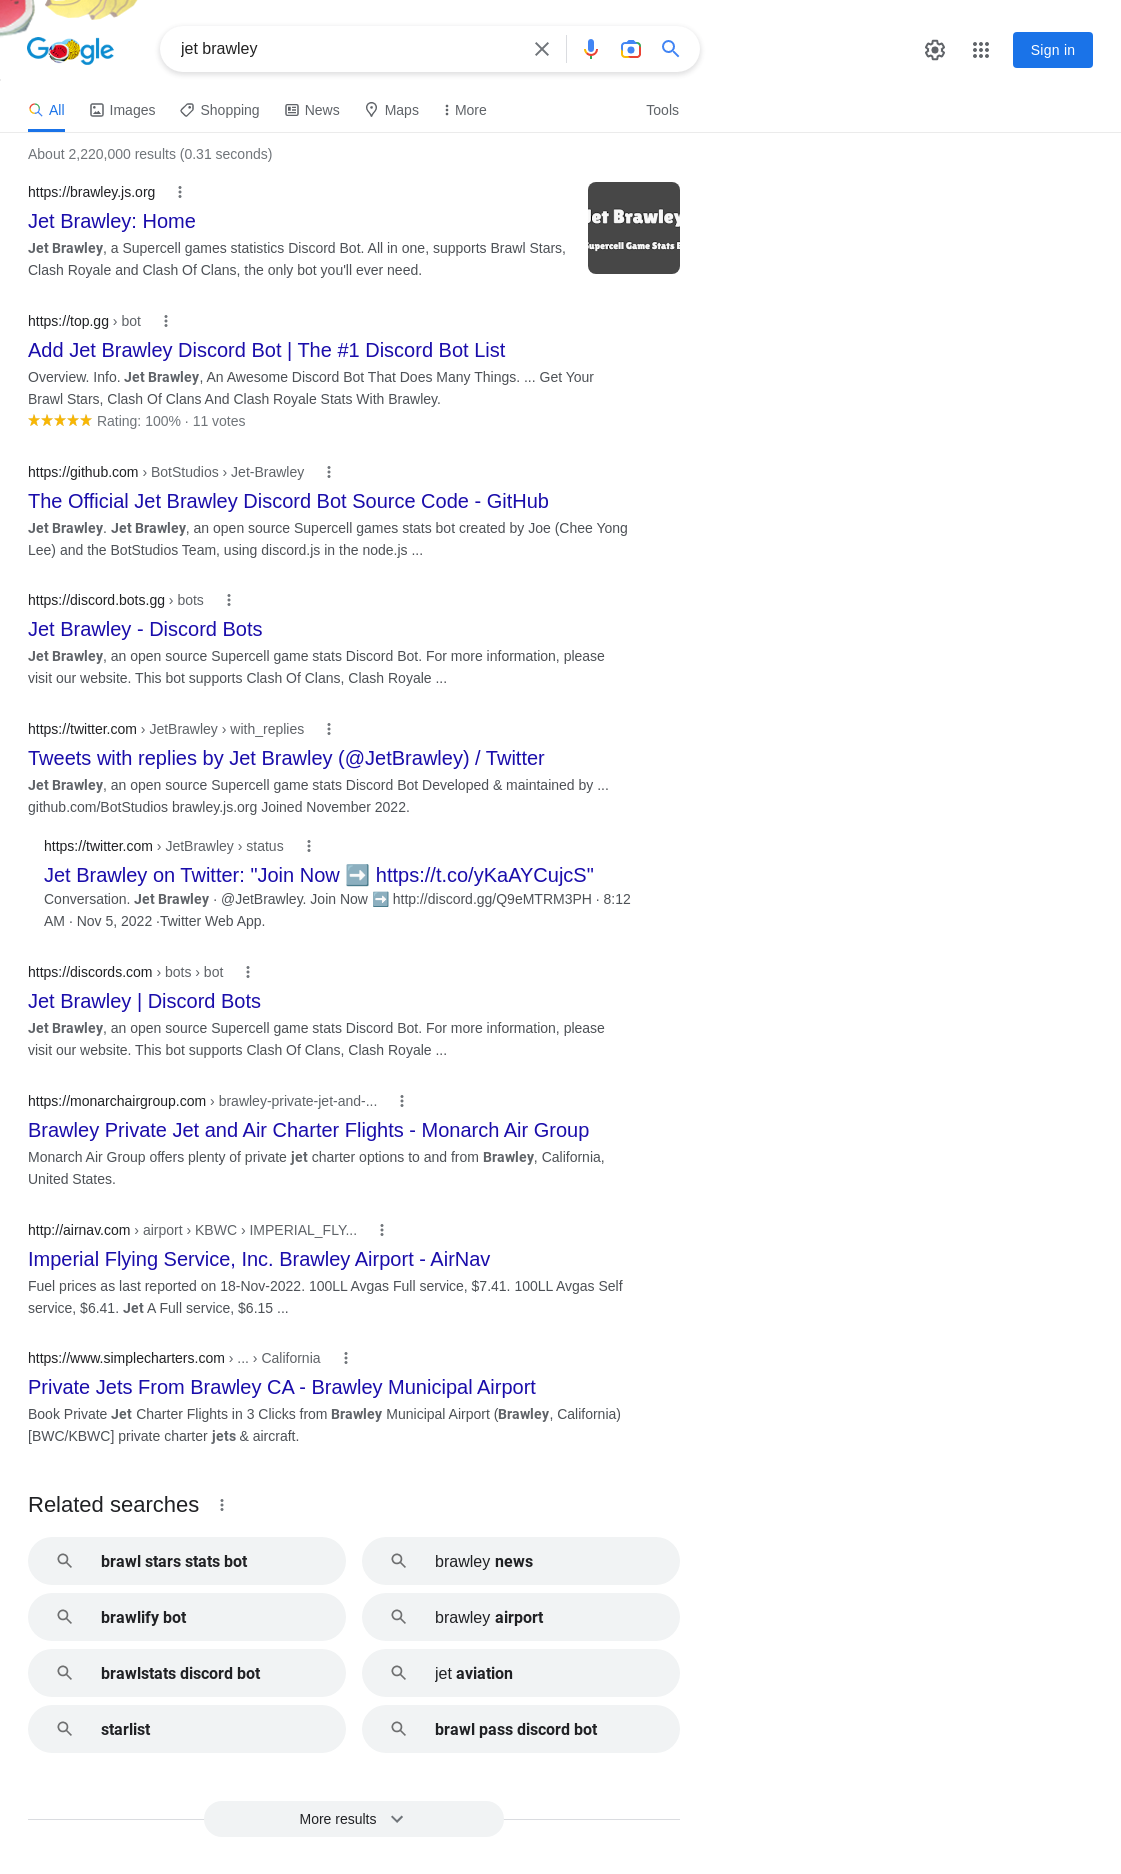 Google
jet brawley
Sign in
All
Images
Shopping
News
Maps
More
Tools
About 2,220,000 results (0.31 seconds)
https://brawley.js.org
Jet Brawley: Home
Jet Brawley, a Supercell games statistics Discord Bot. All in one, supports Brawl Stars,
Clash Royale and Clash Of Clans, the only bot you'll ever need.
Jet Brawley
Supercell Game Stats
https://top.gg › bot
Add Jet Brawley Discord Bot | The #1 Discord Bot List
Overview. Info. Jet Brawley, An Awesome Discord Bot That Does Many Things. ... Get Your
Brawl Stars, Clash Of Clans And Clash Royale Stats With Brawley.
Rating: 100% · 11 votes
https://github.com › BotStudios › Jet-Brawley
The Official Jet Brawley Discord Bot Source Code - GitHub
Jet Brawley. Jet Brawley, an open source Supercell games stats bot created by Joe (Chee Yong
Lee) and the BotStudios Team, using discord.js in the node.js ...
https://discord.bots.gg › bots
Jet Brawley - Discord Bots
Jet Brawley, an open source Supercell game stats Discord Bot. For more information, please
visit our website. This bot supports Clash Of Clans, Clash Royale ...
https://twitter.com › JetBrawley › with_replies
Tweets with replies by Jet Brawley (@JetBrawley) / Twitter
Jet Brawley, an open source Supercell game stats Discord Bot Developed & maintained by ...
github.com/BotStudios brawley.js.org Joined November 2022.
https://twitter.com › JetBrawley › status
Jet Brawley on Twitter: "Join Now ➡️ https://t.co/yKaAYCujcS"
Conversation. Jet Brawley · @JetBrawley. Join Now ➡️ http://discord.gg/Q9eMTRM3PH · 8:12
AM · Nov 5, 2022 ·Twitter Web App.
https://discords.com › bots › bot
Jet Brawley | Discord Bots
Jet Brawley, an open source Supercell game stats Discord Bot. For more information, please
visit our website. This bot supports Clash Of Clans, Clash Royale ...
https://monarchairgroup.com › brawley-private-jet-and-...
Brawley Private Jet and Air Charter Flights - Monarch Air Group
Monarch Air Group offers plenty of private jet charter options to and from Brawley, California,
United States.
http://airnav.com › airport › KBWC › IMPERIAL_FLY...
Imperial Flying Service, Inc. Brawley Airport - AirNav
Fuel prices as last reported on 18-Nov-2022. 100LL Avgas Full service, $7.41. 100LL Avgas Self
service, $6.41. Jet A Full service, $6.15 ...
https://www.simplecharters.com › ... › California
Private Jets From Brawley CA - Brawley Municipal Airport
Book Private Jet Charter Flights in 3 Clicks from Brawley Municipal Airport (Brawley, California)
[BWC/KBWC] private charter jets & aircraft.
Related searches
brawl stars stats bot
brawley news
brawlify bot
brawley airport
brawlstats discord bot
jet aviation
starlist
brawl pass discord bot
More results